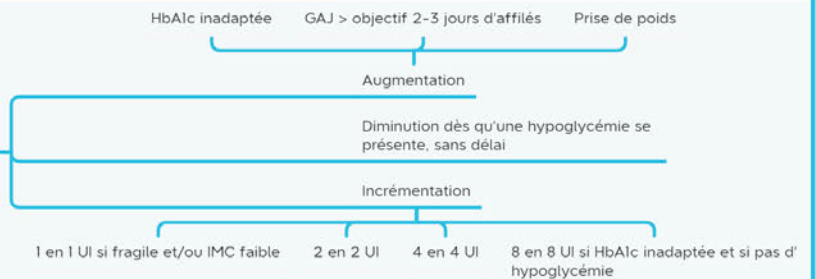 HbA1c inadaptée GAJ > objectif 2-3 jours d'affilés Prise de poids
Augmentation
Diminution dès qu'une hypoglycémie se
présente, sans délai
Incrémentation
1 en 1 UI si fragile et/ou IMC faible 2 en 2 UI 4 en 4 UI 8 en 8 UI si HbA1c inadaptée et si pas d'
hypoglycémie